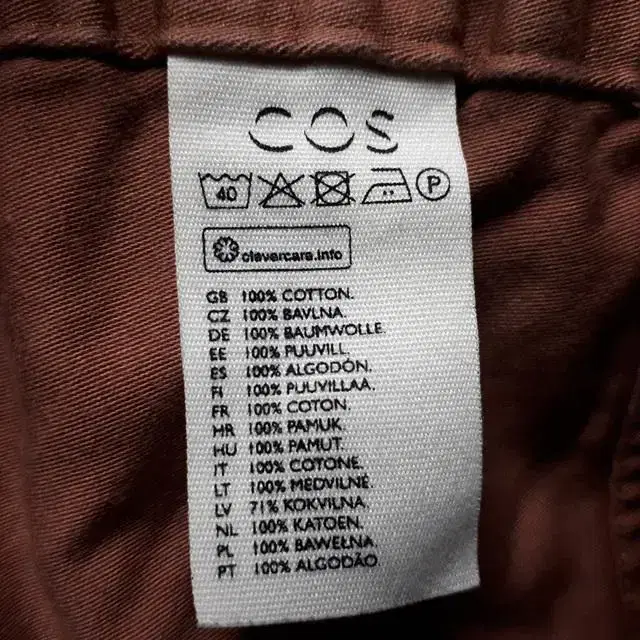 COS
40 P
clevercare.info
GB 100% COTTON.
CZ 100% BAVLNA.
DE 100% BAUMWOLLE.
EE 100% PUUVILL.
ES 100% ALGODÓN.
FI 100% PUUVILLAA.
FR 100% COTON.
HR 100% PAMUK.
HU 100% PAMUT.
IT 100% COTONE.
LT 100% MEDVILNĖ.
LV 71% KOKVILNA.
NL 100% KATOEN.
PL 100% BAWEŁNA.
PT 100% ALGODÃO.